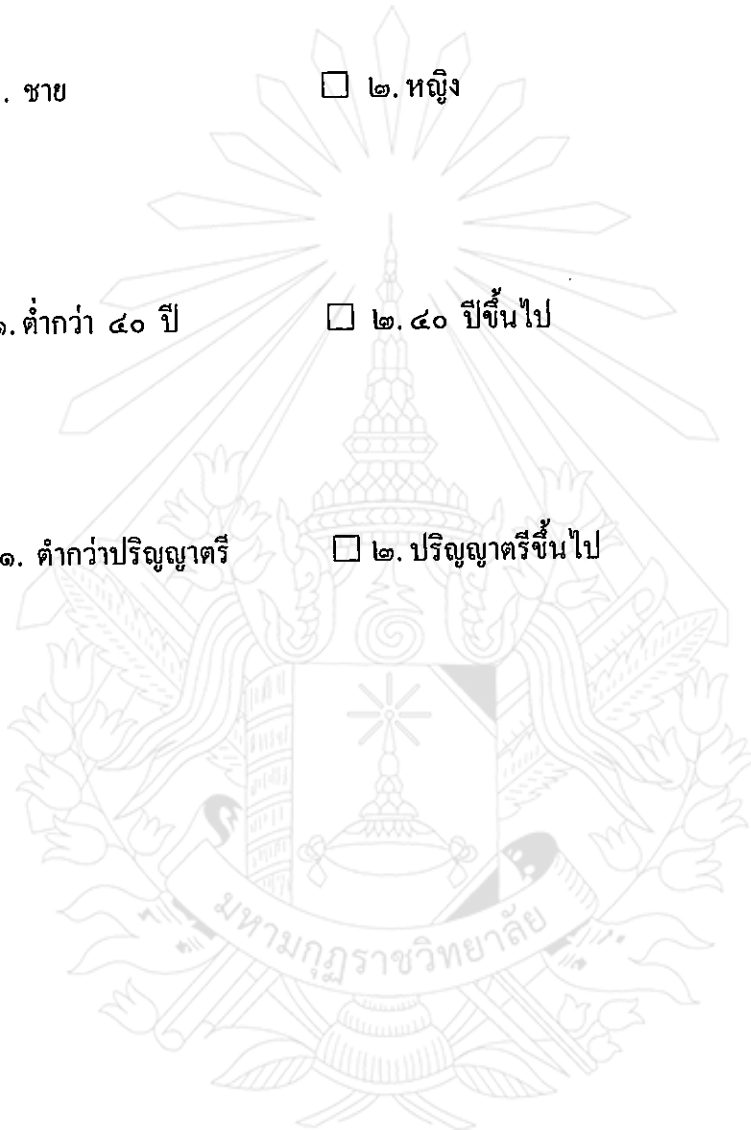 . ชาย ☐ ๒. หญิง
๑. ต่ำกว่า ๔๐ ปี ☐ ๒. ๔๐ ปีขึ้นไป
๑. ต่ำกว่าปริญญาตรี ☐ ๒. ปริญญาตรีขึ้นไป
มหามกุฏราชวิทยาลัย